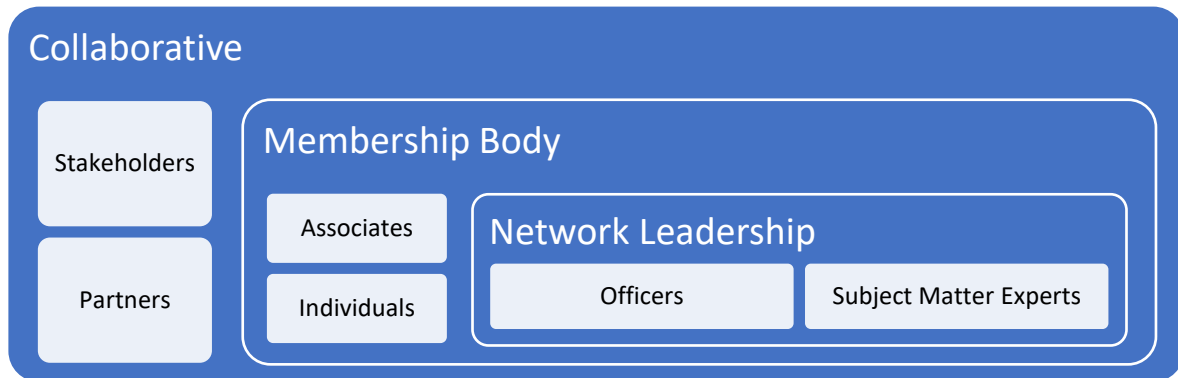 Collaborative
Stakeholders
Partners
Membership Body
Associates
Individuals
Network Leadership
Officers
Subject Matter Experts